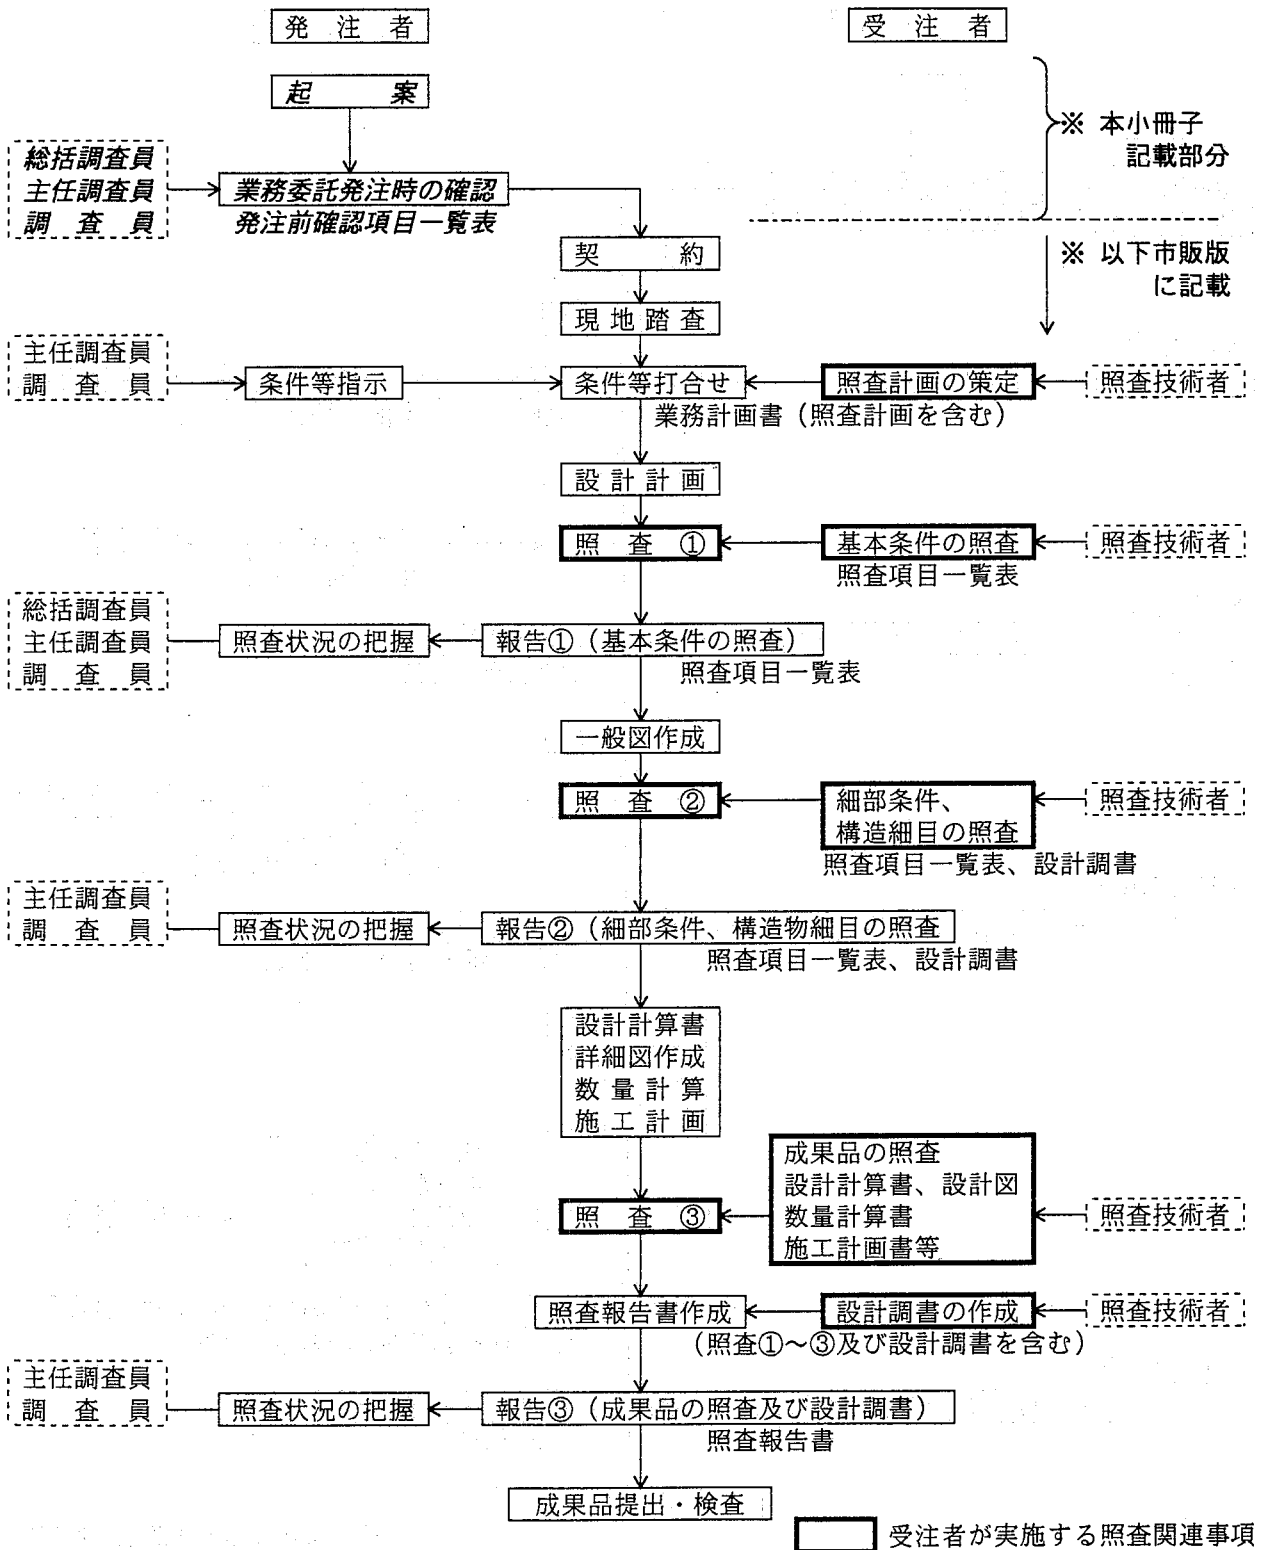 発注者
受注者
起案
※ 本小冊子
記載部分
総括調査員
主任調査員
調査員
業務委託発注時の確認
発注前確認項目一覧表
契約
※ 以下市販版
に記載
現地踏査
主任調査員
調査員
条件等指示
条件等打合せ
照査計画の策定
照査技術者
業務計画書（照査計画を含む）
設計計画
照査①
基本条件の照査
照査技術者
照査項目一覧表
総括調査員
主任調査員
調査員
照査状況の把握
報告①（基本条件の照査）
照査項目一覧表
一般図作成
照査②
細部条件、
構造細目の照査
照査技術者
照査項目一覧表、設計調書
主任調査員
調査員
照査状況の把握
報告②（細部条件、構造物細目の照査
照査項目一覧表、設計調書
設計計算書
詳細図作成
数量計算
施工計画
成果品の照査
設計計算書、設計図
数量計算書
施工計画書等
照査③
照査技術者
照査報告書作成
設計調書の作成
照査技術者
（照査①～③及び設計調書を含む）
主任調査員
調査員
照査状況の把握
報告③（成果品の照査及び設計調書）
照査報告書
成果品提出・検査
受注者が実施する照査関連事項